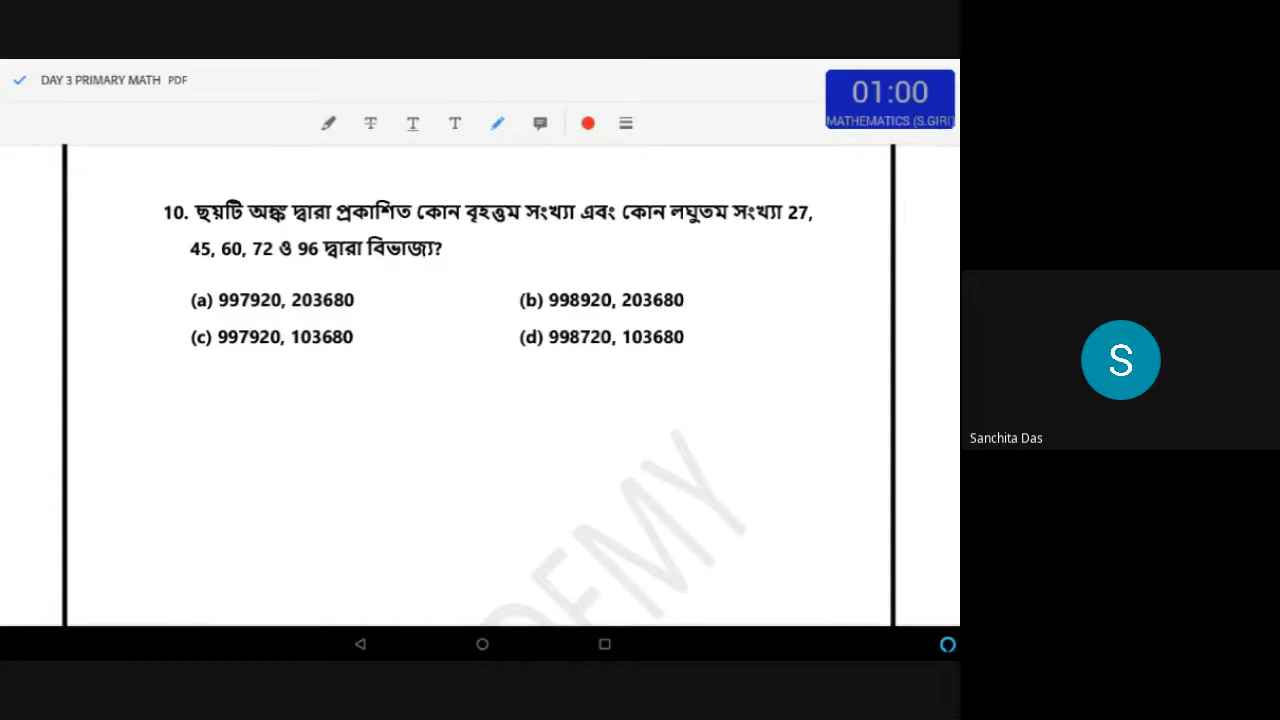 DAY 3 PRIMARY MATH PDF
01:00
MATHEMATICS (S.GIRI)
10. ছয়টি অঙ্ক দ্বারা প্রকাশিত কোন বৃহত্তম সংখ্যা এবং কোন লঘুতম সংখ্যা 27,
45, 60, 72 ও 96 দ্বারা বিভাজ্য?
(a) 997920, 203680
(b) 998920, 203680
(c) 997920, 103680
(d) 998720, 103680
S
Sanchita Das